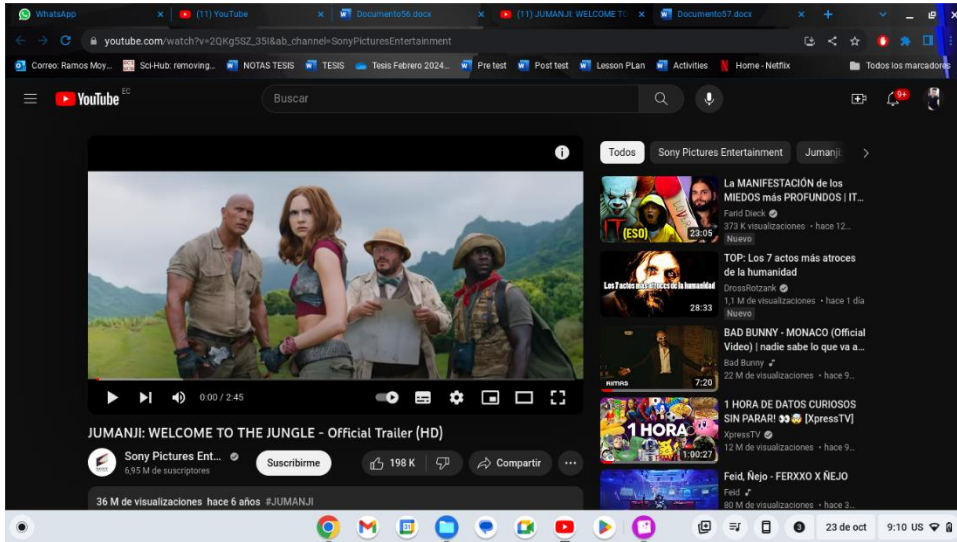 WhatsApp
(11) YouTube
Documento56.docx
(11) JUMANJI: WELCOME TO
Documento57.docx
youtube.com/watch?v=2QKg5SZ_35I&ab_channel=SonyPicturesEntertainment
Correo: Ramos Moy...
Sci-Hub: removing...
NOTAS TESIS
TESIS
Tesis Febrero 2024...
Pre test
Post test
Lesson PLan
Activities
Home - Netflix
Todos los marcadores
YouTube EC
Buscar
9+
Todos
Sony Pictures Entertainment
Jumanji:
La MANIFESTACIÓN de los
MIEDOS más PROFUNDOS | IT...
Farid Dieck
373 K visualizaciones • hace 12...
Nuevo
(ESO)
23:05
TOP: Los 7 actos más atroces
de la humanidad
DrossRotzank
1,1 M de visualizaciones • hace 1 día
Nuevo
Los 7 actos más atroces de la humanidad
28:33
BAD BUNNY - MONACO (Official
Video) | nadie sabe lo que va a...
Bad Bunny
22 M de visualizaciones • hace 9...
RIMAS
7:20
1 HORA DE DATOS CURIOSOS
SIN PARAR! 👀🤯 [XpressTV]
XpressTV
12 M de visualizaciones • hace 9...
1 HORA
1:00:27
Feid, Ñejo - FERXXO X ÑEJO
Feid
80 M de visualizaciones • hace 3...
0:00 / 2:45
JUMANJI: WELCOME TO THE JUNGLE - Official Trailer (HD)
Sony Pictures Ent...
6,95 M de suscriptores
Suscribirme
198 K
Compartir
36 M de visualizaciones hace 6 años #JUMANJI
31
3
23 de oct
9:10 US